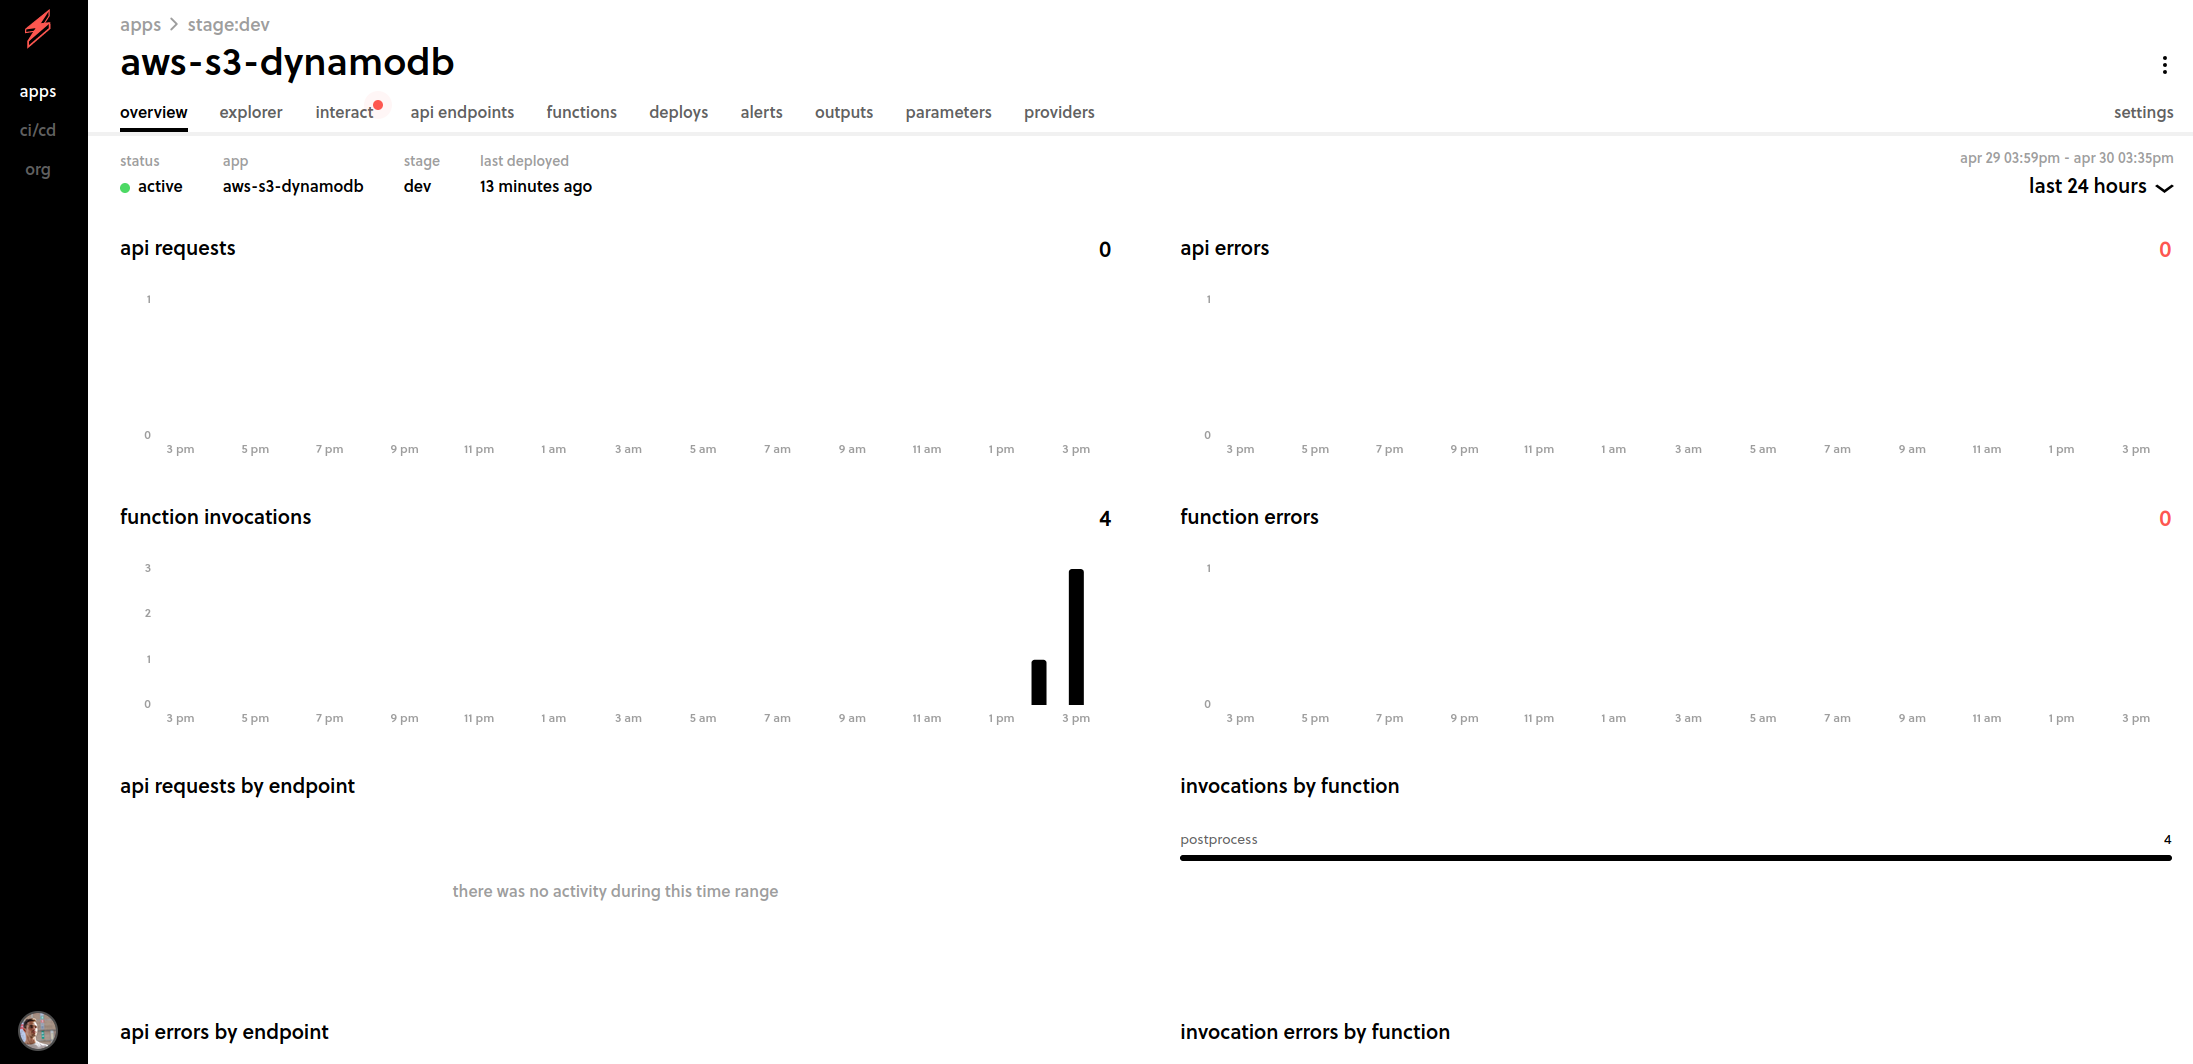 apps > stage:dev
aws-s3-dynamodb
apps
ci/cd
org
overview explorer interact api endpoints functions deploys alerts outputs parameters providers settings
status app stage last deployed apr 29 03:59pm - apr 30 03:35pm
active aws-s3-dynamodb dev 13 minutes ago last 24 hours
api requests 0
1
0
3 pm 5 pm 7 pm 9 pm 11 pm 1 am 3 am 5 am 7 am 9 am 11 am 1 pm 3 pm
api errors 0
1
0
3 pm 5 pm 7 pm 9 pm 11 pm 1 am 3 am 5 am 7 am 9 am 11 am 1 pm 3 pm
function invocations 4
3
2
1
0
3 pm 5 pm 7 pm 9 pm 11 pm 1 am 3 am 5 am 7 am 9 am 11 am 1 pm 3 pm
function errors 0
1
0
3 pm 5 pm 7 pm 9 pm 11 pm 1 am 3 am 5 am 7 am 9 am 11 am 1 pm 3 pm
api requests by endpoint
there was no activity during this time range
invocations by function
postprocess 4
api errors by endpoint
invocation errors by function